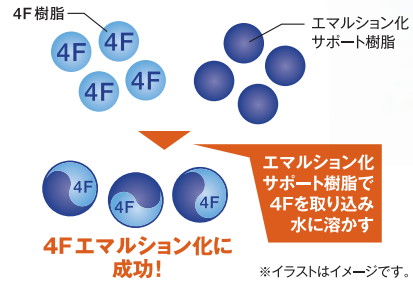 4F樹脂
エマルション化
サポート樹脂
4F
4F
4F
4F
エマルション化
サポート樹脂で
4Fを取り込み
水に溶かす
4F
4F
4F
4Fエマルション化に
成功!
※イラストはイメージです。